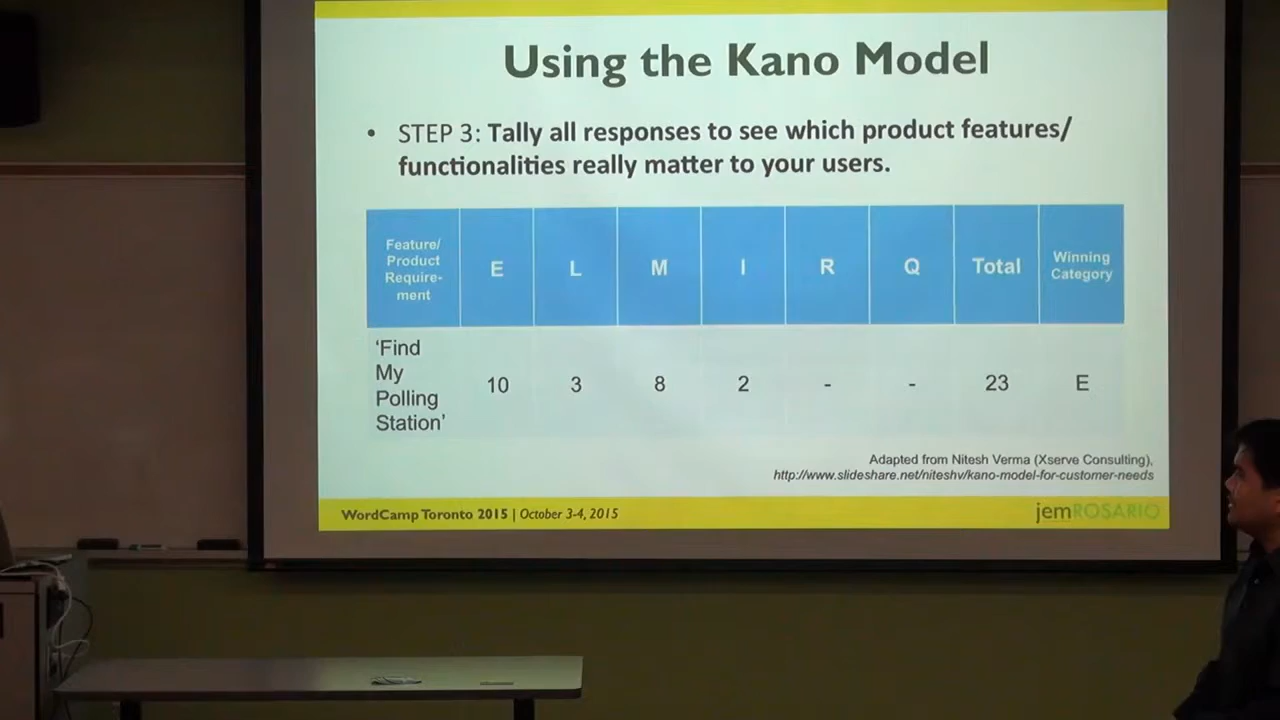 Using the Kano Model
• STEP 3: Tally all responses to see which product features/
functionalities really matter to your users.
Feature/
Product
Require-
ment
E
L
M
I
R
Q
Total
Winning
Category
‘Find
My
Polling
Station’
10
3
8
2
-
-
23
E
Adapted from Nitesh Verma (Xserve Consulting),
http://www.slideshare.net/niteshv/kano-model-for-customer-needs
WordCamp Toronto 2015 | October 3-4, 2015
jemROSARIO